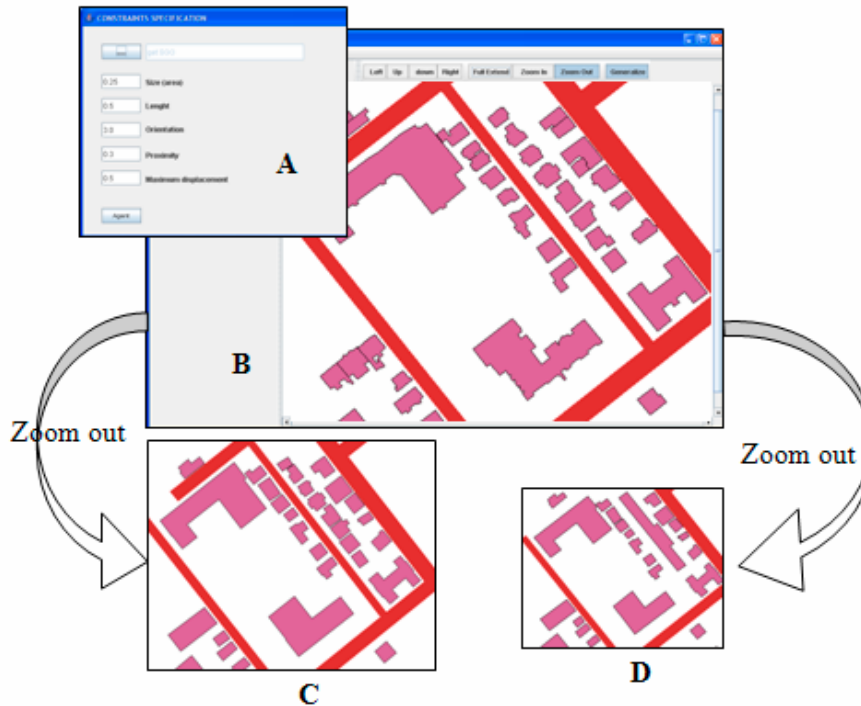 CONSTRAINTS SPECIFICATION
0.25 Size (area)
0.5 Lenght
3.0 Orientation
0.3 Proximity
0.5 Maximum displacement
Agent
A
Left Up down Right Full Extend Zoom In Zoom Out Generalize
B
Zoom out
Zoom out
C
D